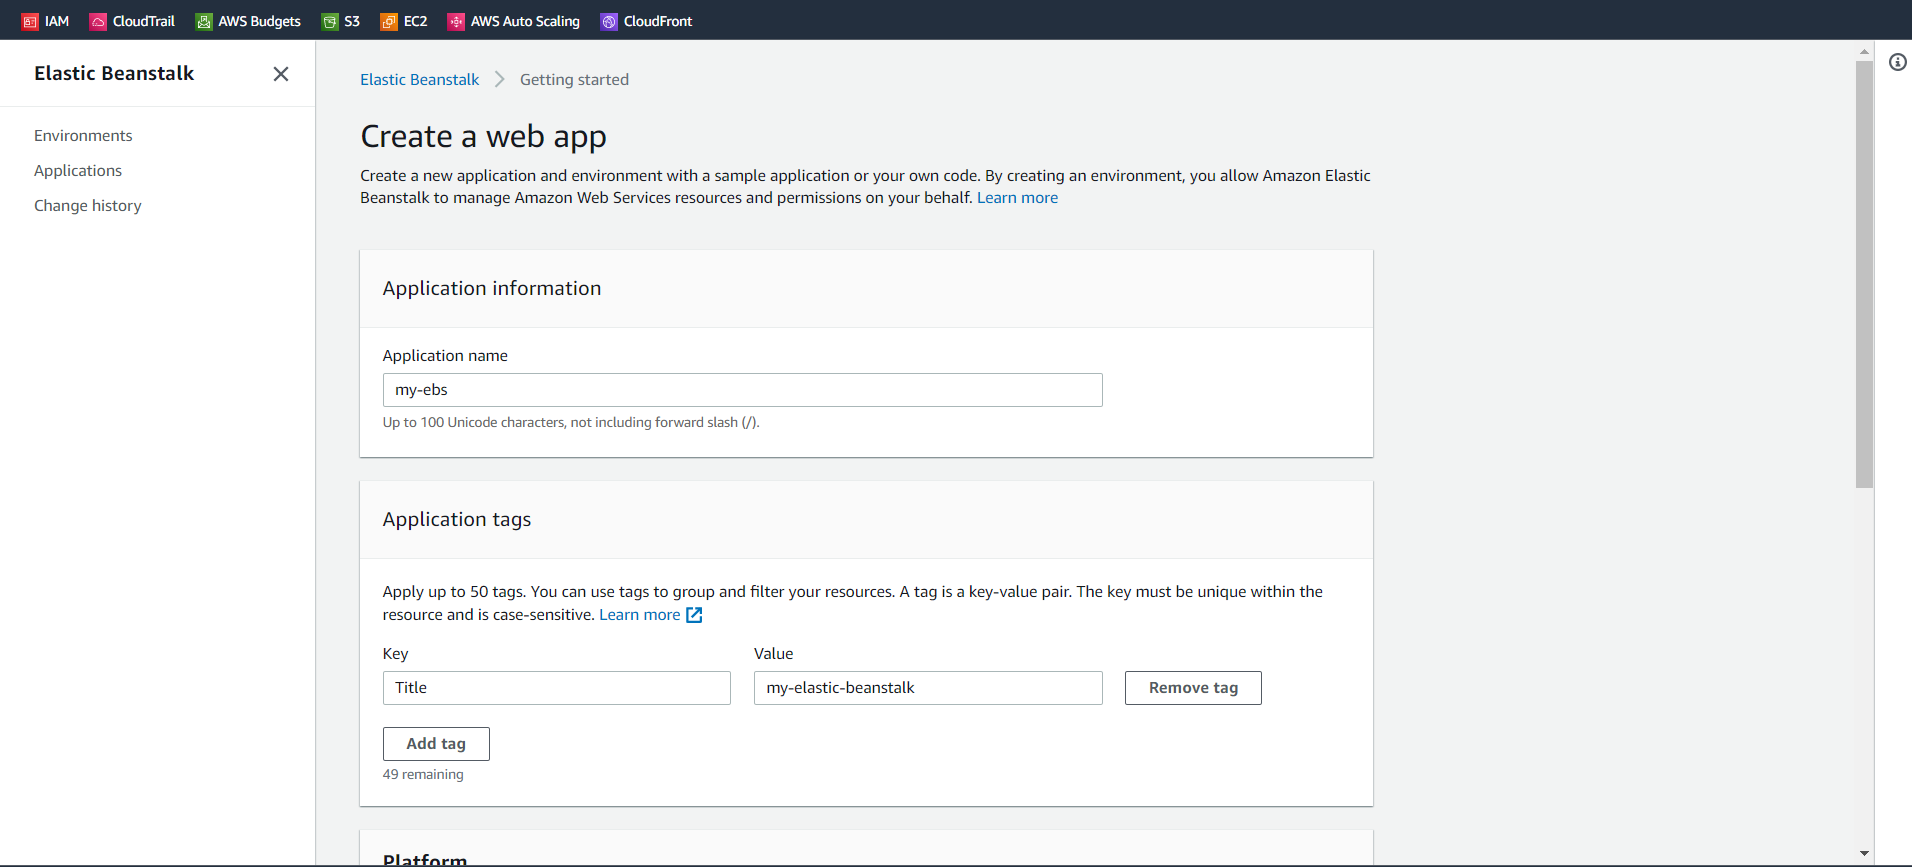 IAM CloudTrail AWS Budgets S3 EC2 AWS Auto Scaling CloudFront
Elastic Beanstalk
Environments
Applications
Change history
Elastic Beanstalk Getting started
Create a web app
Create a new application and environment with a sample application or your own code. By creating an environment, you allow Amazon Elastic
Beanstalk to manage Amazon Web Services resources and permissions on your behalf. Learn more
Application information
Application name
my-ebs
Up to 100 Unicode characters, not including forward slash (/).
Application tags
Apply up to 50 tags. You can use tags to group and filter your resources. A tag is a key-value pair. The key must be unique within the
resource and is case-sensitive. Learn more
Key Value
Title my-elastic-beanstalk Remove tag
Add tag
49 remaining
Platform